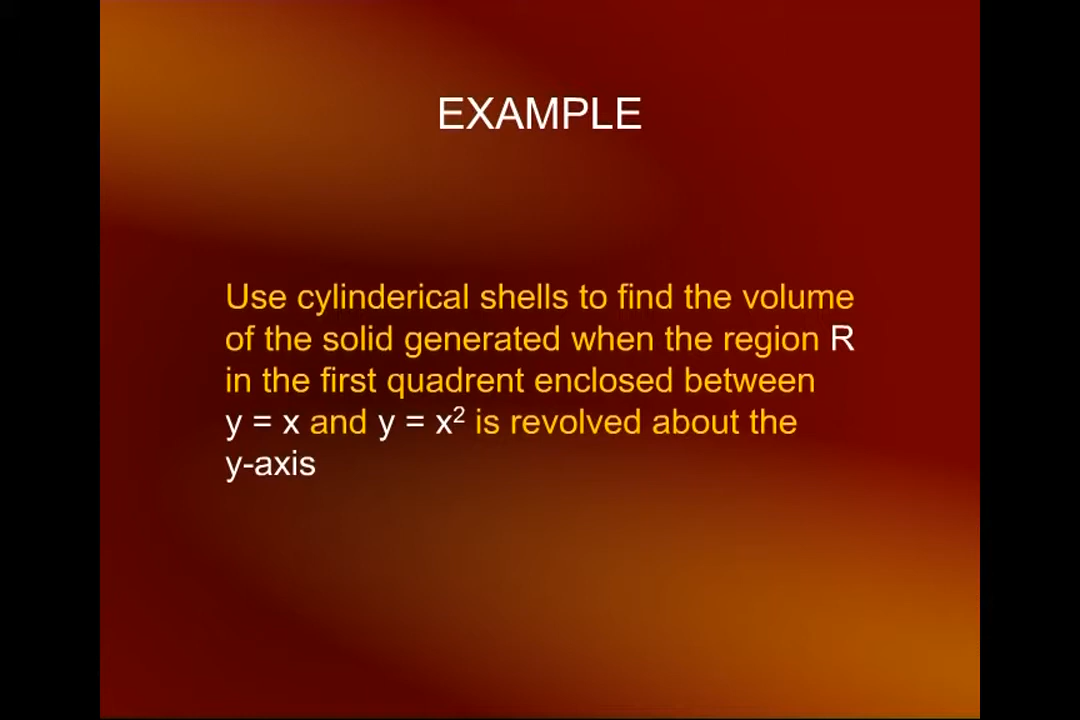 EXAMPLE
Use cylinderical shells to find the volume
of the solid generated when the region R
in the first quadrent enclosed between
y = x and y = x² is revolved about the
y-axis